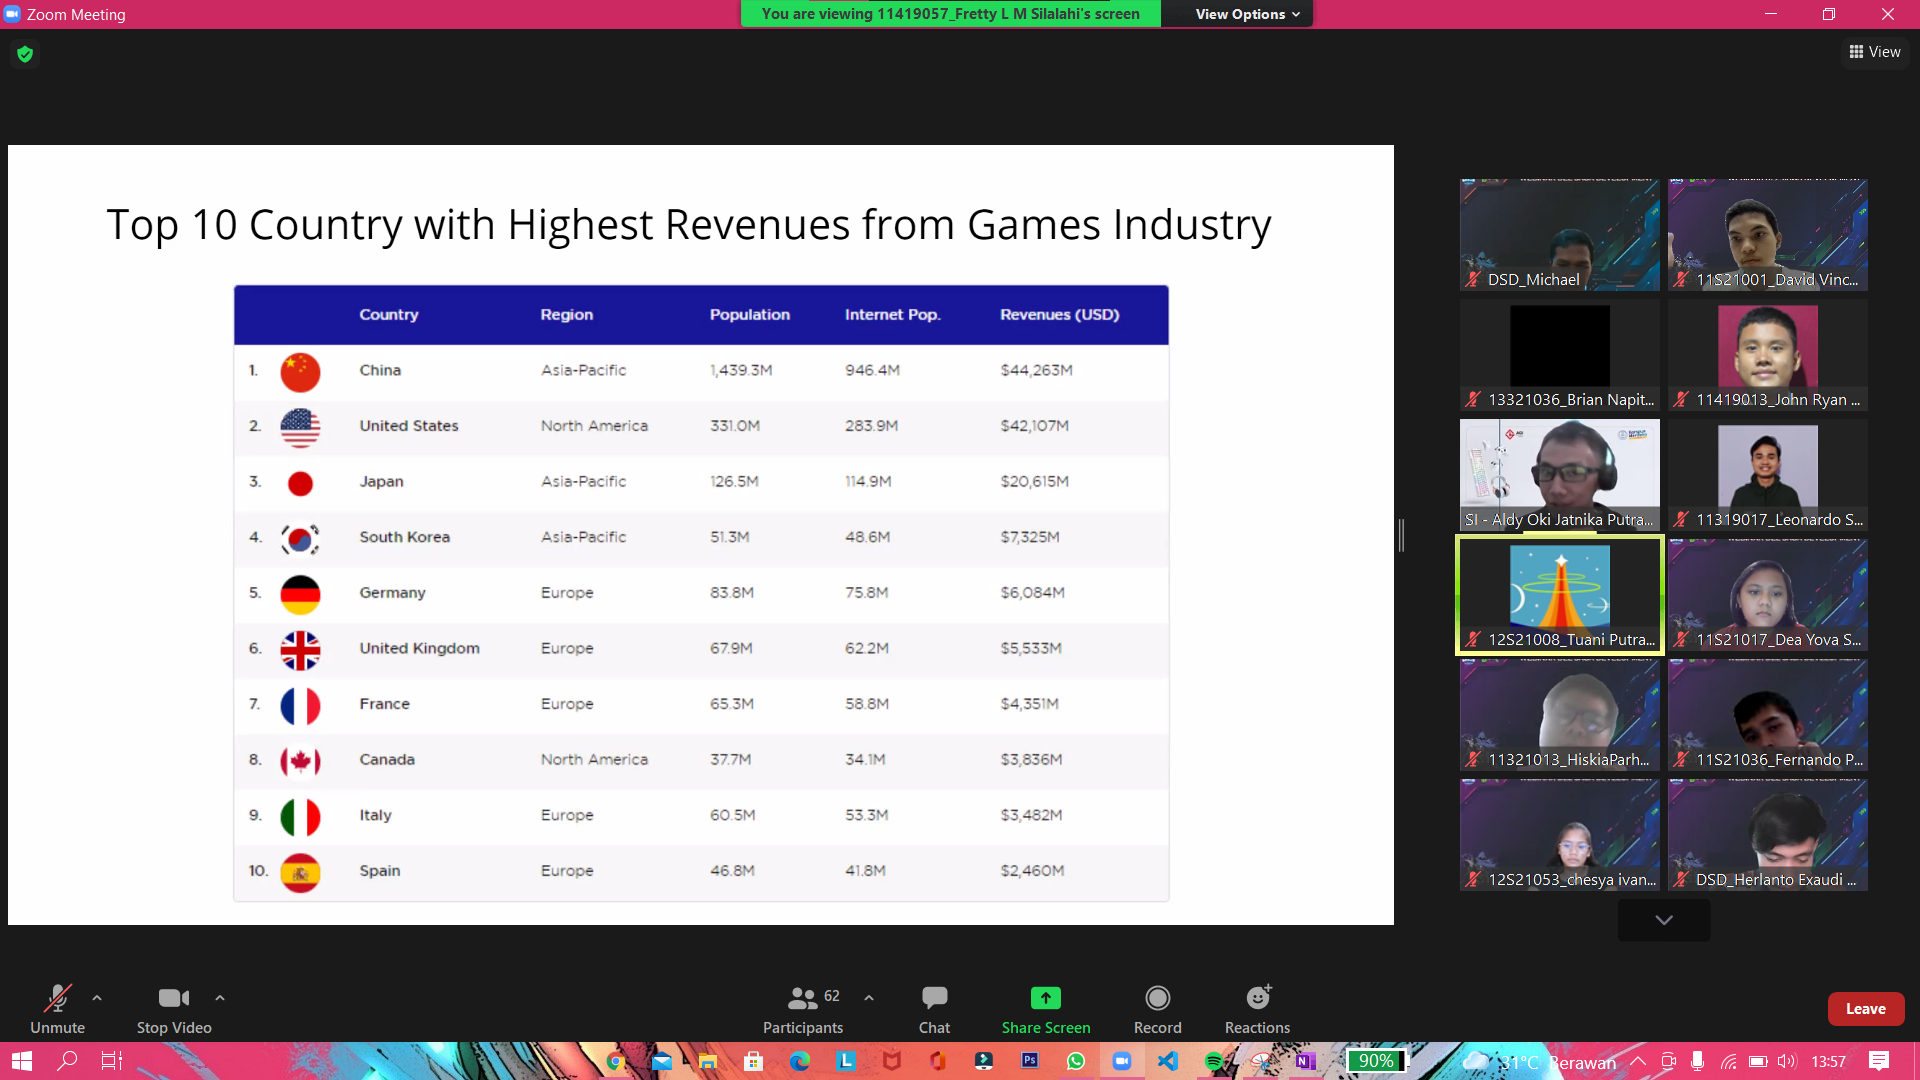 Zoom Meeting
You are viewing 11419057_Fretty L M Silalahi's screen
View Options
View
Top 10 Country with Highest Revenues from Games Industry
Country Region Population Internet Pop. Revenues (USD)
1. China Asia-Pacific 1,439.3M 946.4M $44,263M
2. United States North America 331.0M 283.9M $42,107M
3. Japan Asia-Pacific 126.5M 114.9M $20,615M
4. South Korea Asia-Pacific 51.3M 48.6M $7,325M
5. Germany Europe 83.8M 75.8M $6,084M
6. United Kingdom Europe 67.9M 62.2M $5,533M
7. France Europe 65.3M 58.8M $4,351M
8. Canada North America 37.7M 34.1M $3,836M
9. Italy Europe 60.5M 53.3M $3,482M
10. Spain Europe 46.8M 41.8M $2,460M
DSD_Michael
11S21001_David Vinc...
13321036_Brian Napit...
11419013_John Ryan ...
SI - Aldy Oki Jatnika Putra...
11319017_Leonardo S...
12S21008_Tuani Putra...
11S21017_Dea Yova S...
11321013_HiskiaParh...
11S21036_Fernando P...
12S21053_chesya ivan...
DSD_Herlanto Exaudi ...
Unmute
Stop Video
62
Participants
Chat
Share Screen
Record
Reactions
Leave
90%
31°C Berawan
13:57